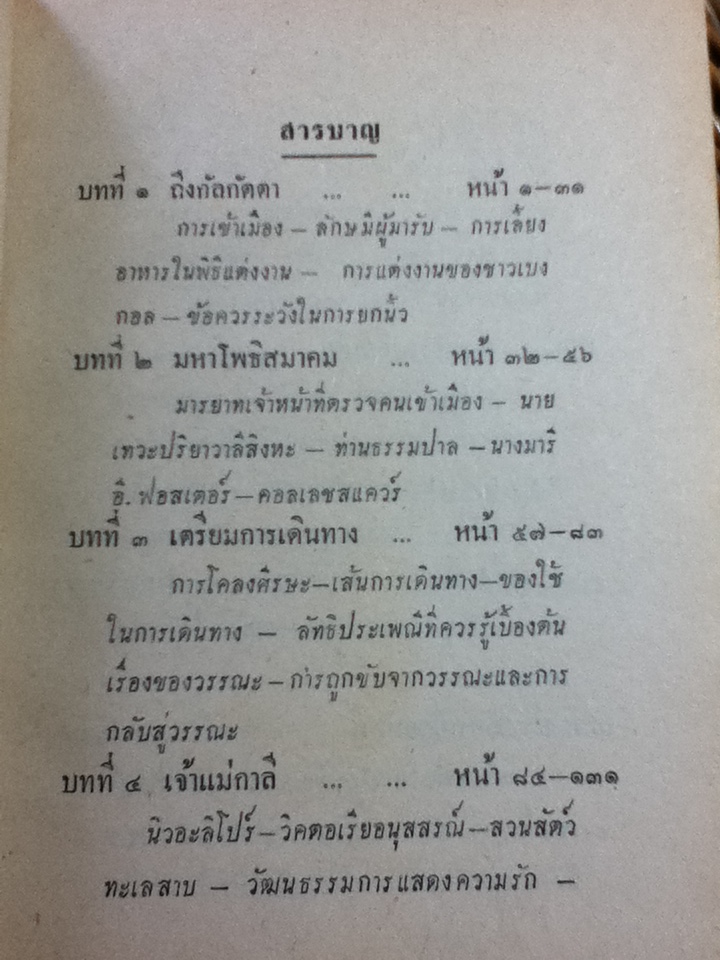 สารบาญ
บทที่ ๑ ถึงกัลกัตตา ... ... หน้า ๑–๓๑
การเข้าเมือง – ลักษมีผู้มารับ – การเลี้ยง
อาหารในพิธีแต่งงาน – การแต่งงานของชาวเบง
กอล – ข้อควรระวังในการยกนิ้ว
บทที่ ๒ มหาโพธิสมาคม ... หน้า ๓๒–๕๖
มารยาทเจ้าหน้าที่ตรวจคนเข้าเมือง – นาย
เทวะปริยาวาลิสิงหะ – ท่านธรรมปาล – นางมารี
อี. ฟอสเตอร์ – คอลเลชสแควร์
บทที่ ๓ เตรียมการเดินทาง ... หน้า ๕๗–๘๓
การโคลงศีรษะ–เส้นการเดินทาง–ของใช้
ในการเดินทาง – ลัทธิประเพณีที่ควรรู้เบื้องต้น
เรื่องของวรรณะ – การถูกขับจากวรรณะและการ
กลับสู่วรรณะ
บทที่ ๔ เจ้าแม่กาลี ... ... หน้า ๘๔–๑๓๑
นิวอะลิโปร์–วิคตอเรียอนุสสรณ์–สวนสัตว์
ทะเลสาบ – วัฒนธรรมการแสดงความรัก –